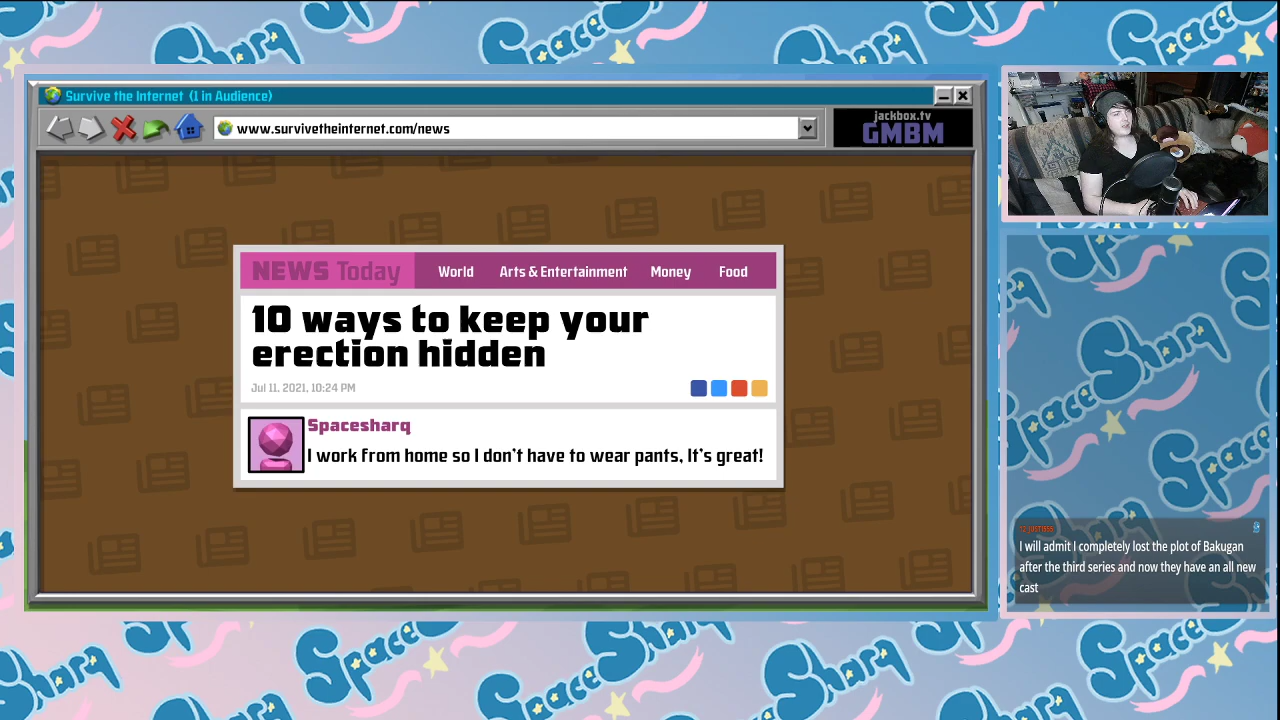 Survive the Internet (1 in Audience)
www.survivetheinternet.com/news
jackbox.tv
GMBM
NEWS Today
World
Arts & Entertainment
Money
Food
10 ways to keep your
erection hidden
Jul 11. 2021, 10:24 PM
Spacesharq
I work from home so I don't have to wear pants, It's great!
I will admit I completely lost the plot of Bakugan
after the third series and now they have an all new
cast
SpaceSharq